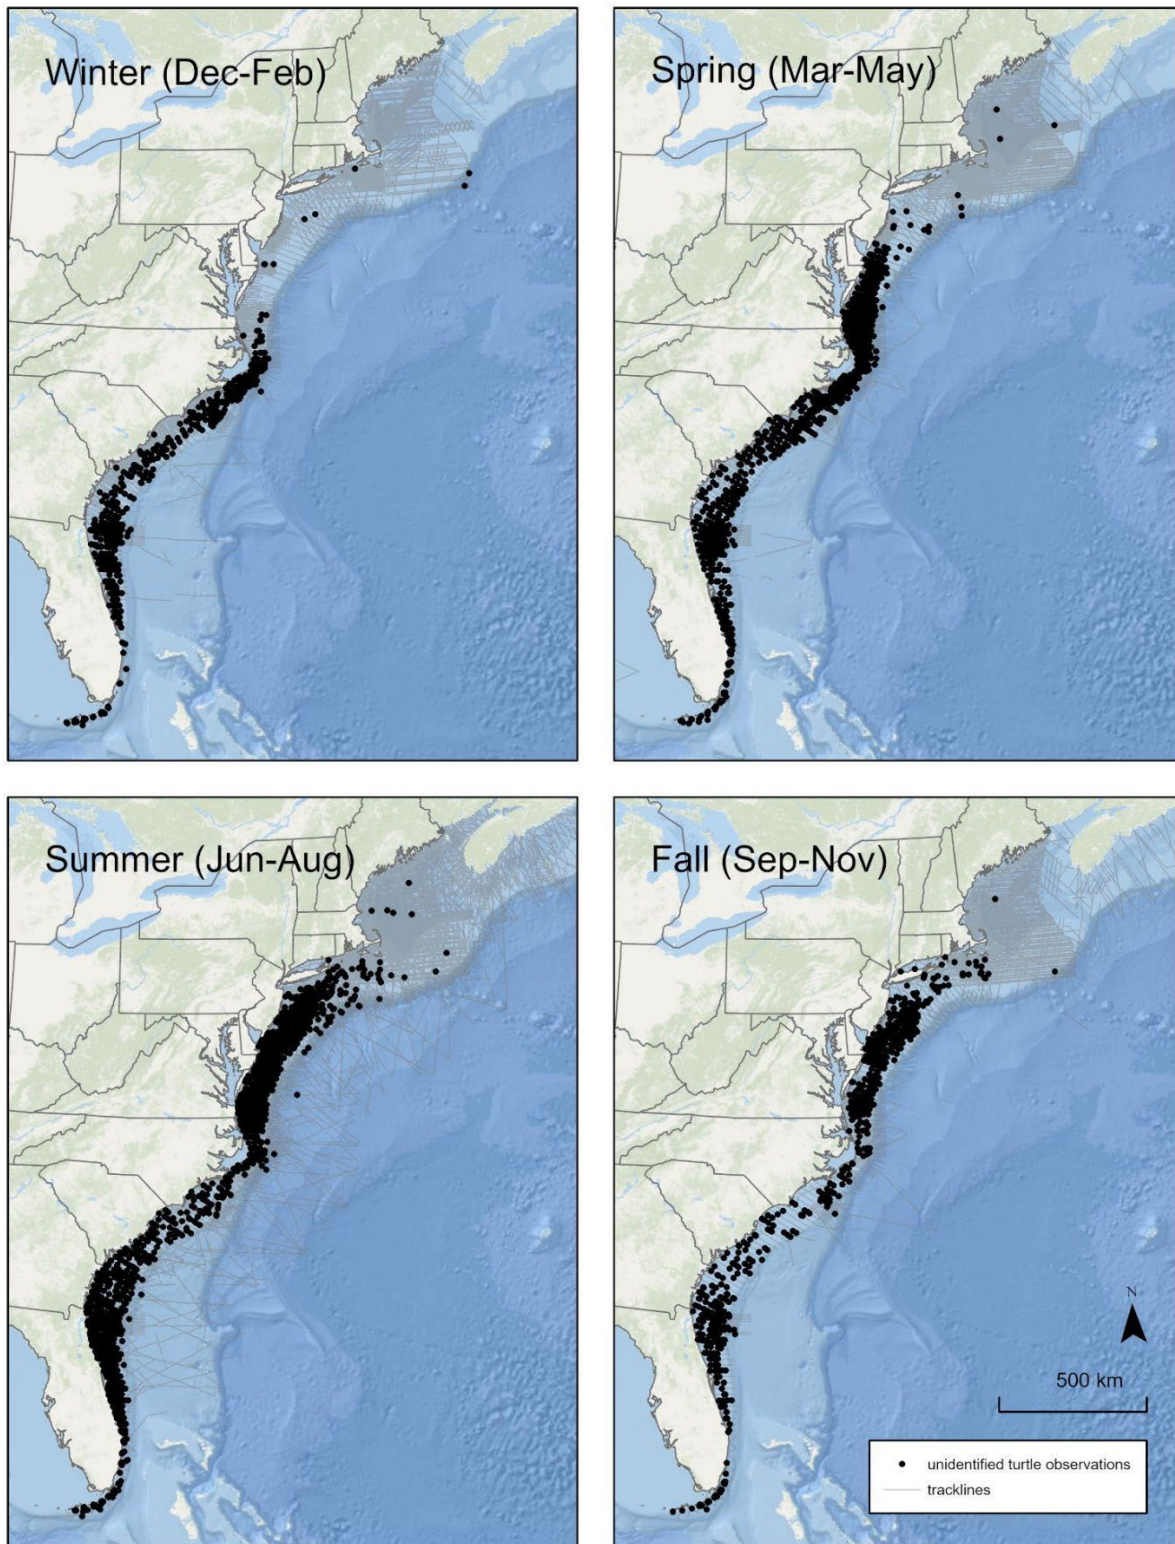 Winter (Dec-Feb)
Spring (Mar-May)
Summer (Jun-Aug)
Fall (Sep-Nov)
N
500 km
unidentified turtle observations
tracklines